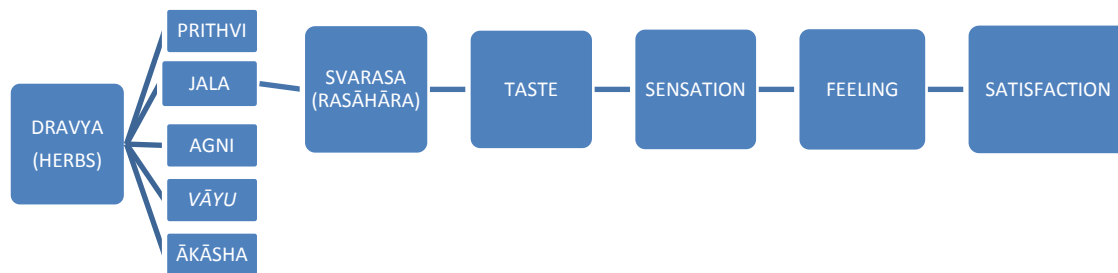 DRAVYA
(HERBS)
PRITHVI
JALA
AGNI
VĀYU
ĀKĀSHA
SVARASA
(RASĀHĀRA)
TASTE
SENSATION
FEELING
SATISFACTION